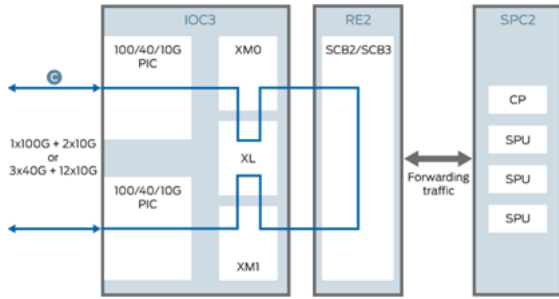 IOC3
RE2
SPC2
100/40/10G
PIC
XM0
SCB2/SCB3
C
CP
1x100G + 2x10G
or
3x40G + 12x10G
XL
SPU
Forwarding
traffic
SPU
100/40/10G
PIC
SPU
XM1